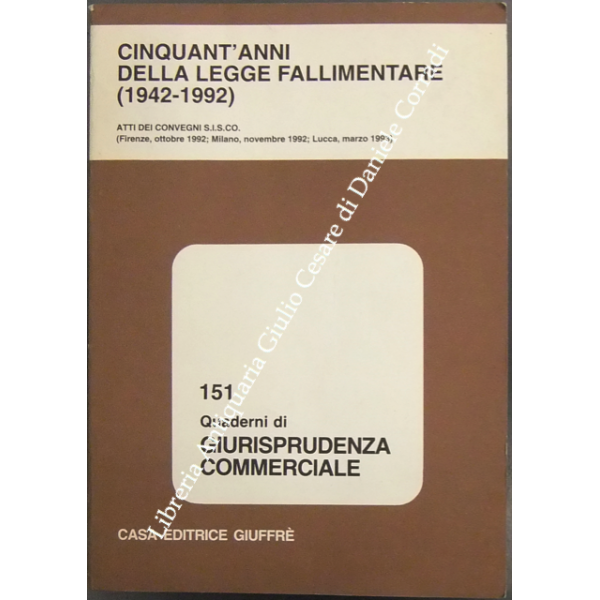 CINQUANT'ANNI
DELLA LEGGE FALLIMENTARE
(1942-1992)
ATTI DEI CONVEGNI S.I.S.CO.
(Firenze, ottobre 1992; Milano, novembre 1992; Lucca, marzo
151
Quaderni di
GIURISPRUDENZA
COMMERCIALE
CASA EDITRICE GIUFFRÈ
Libreria Antiquaria Giulio Cesare di Daniele Corradi